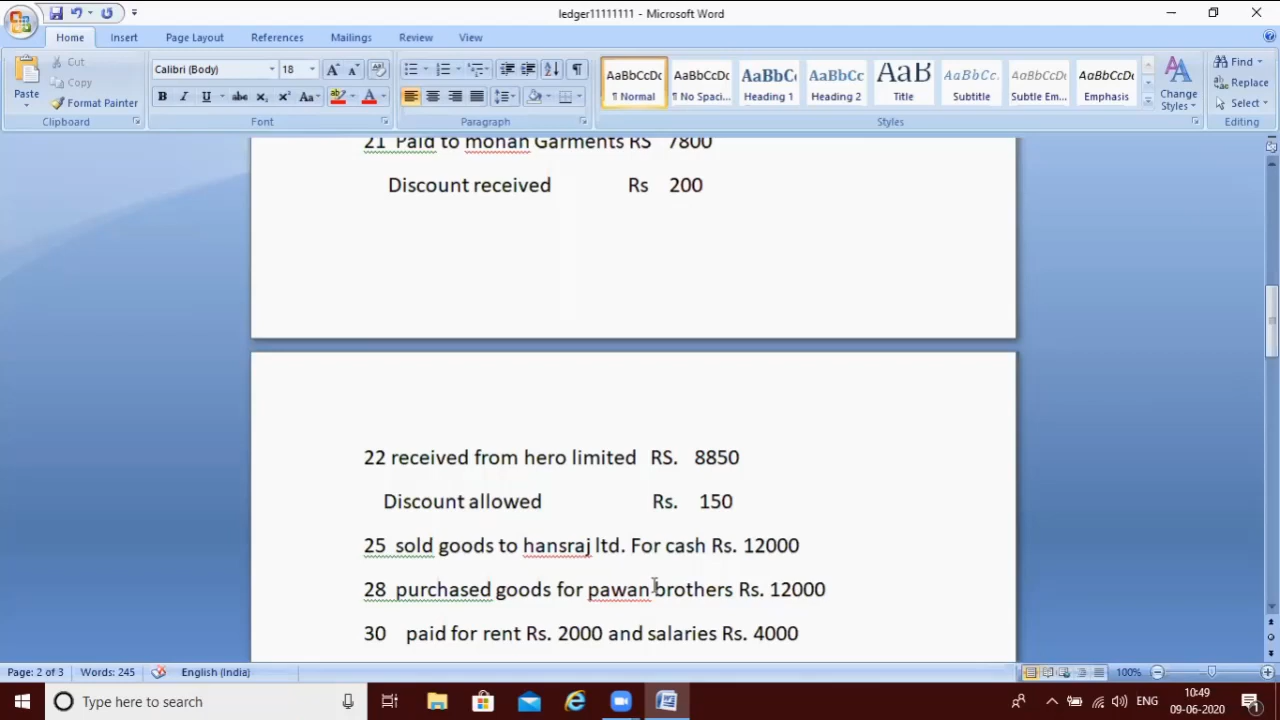 ledger11111111 - Microsoft Word
Home Insert Page Layout References Mailings Review View
Paste
Cut
Copy
Format Painter
Clipboard
Calibri (Body) 18
B I U abc x₂ x² Aa
Font
Paragraph
AaBbCcDc AaBbCcDc AaBbC AaBbCc AaB AaBbCc. AaBbCcDc AaBbCcDc
¶ Normal ¶ No Spaci... Heading 1 Heading 2 Title Subtitle Subtle Em... Emphasis
Change Styles
Styles
Find
Replace
Select
Editing
21 Paid to mohan Garments RS 7800
Discount received Rs 200
22 received from hero limited RS. 8850
Discount allowed Rs. 150
25 sold goods to hansraj ltd. For cash Rs. 12000
28 purchased goods for pawan brothers Rs. 12000
30 paid for rent Rs. 2000 and salaries Rs. 4000
Page: 2 of 3 Words: 245 English (India) 100%
Type here to search
ENG
10:49
09-06-2020